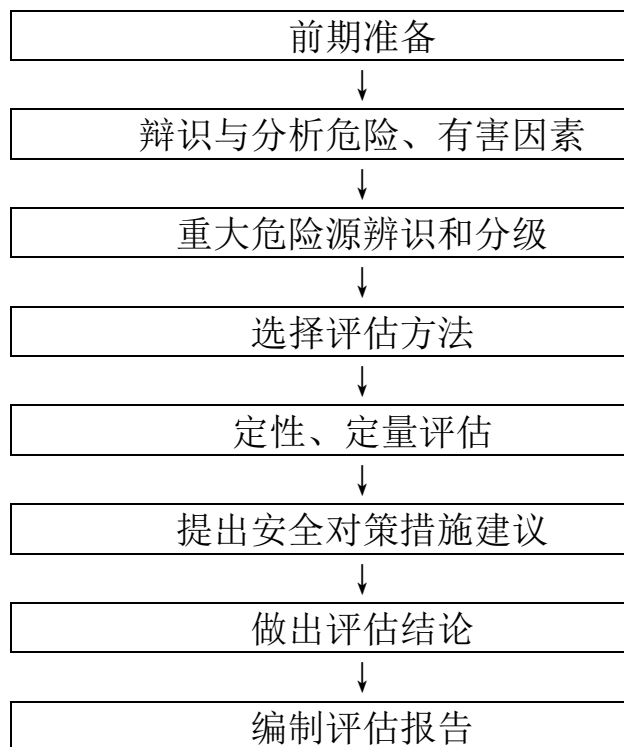 前期准备
辩识与分析危险、有害因素
重大危险源辨识和分级
选择评估方法
定性、定量评估
提出安全对策措施建议
做出评估结论
编制评估报告